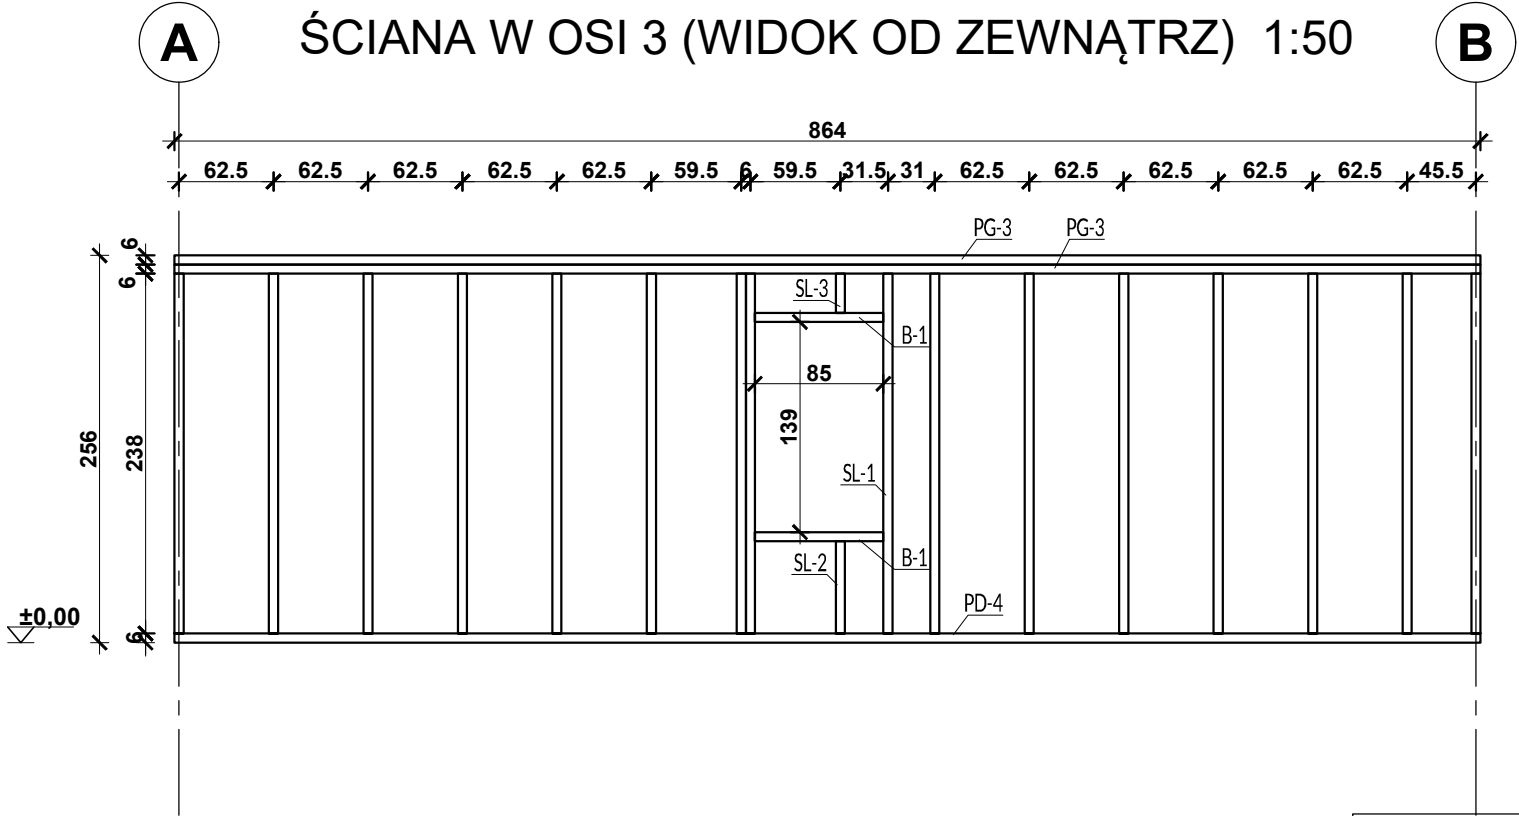 A ŚCIANA W OSI 3 (WIDOK OD ZEWNĄTRZ) 1:50 B
864
62.5 62.5 62.5 62.5 62.5 59.5 6 59.5 31.5 31 62.5 62.5 62.5 62.5 62.5 45.5
PG-3 PG-3
6
6
SL-3
B-1
85
139
256
238
SL-1
B-1
SL-2
PD-4
±0,00
6